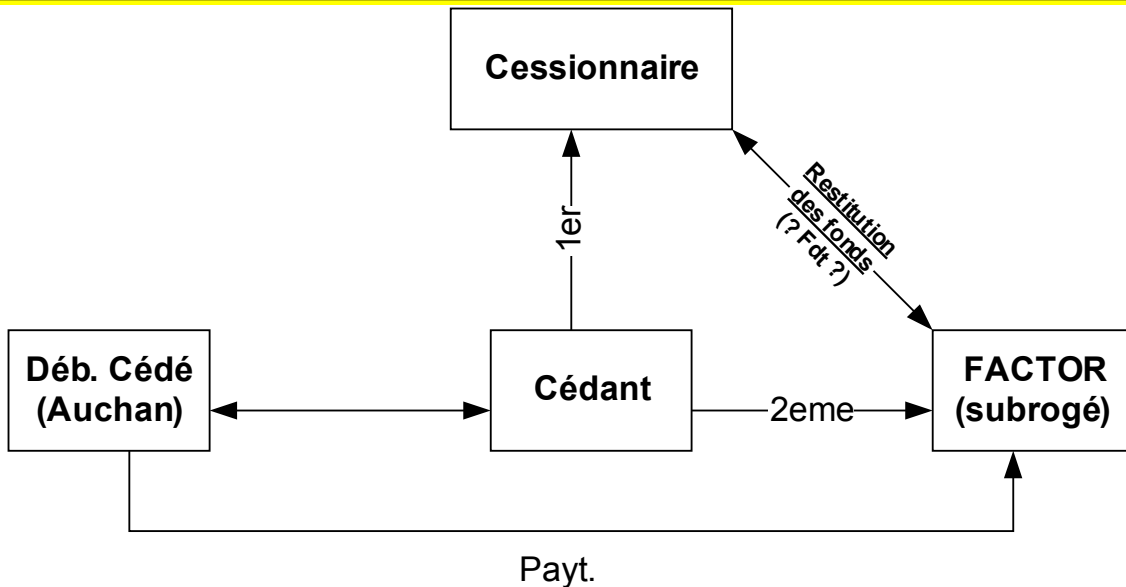 Cessionnaire
1er
Restitution
des fonds
(? Fdt ?)
Déb. Cédé
(Auchan)
Cédant
2eme
FACTOR
(subrogé)
Payt.